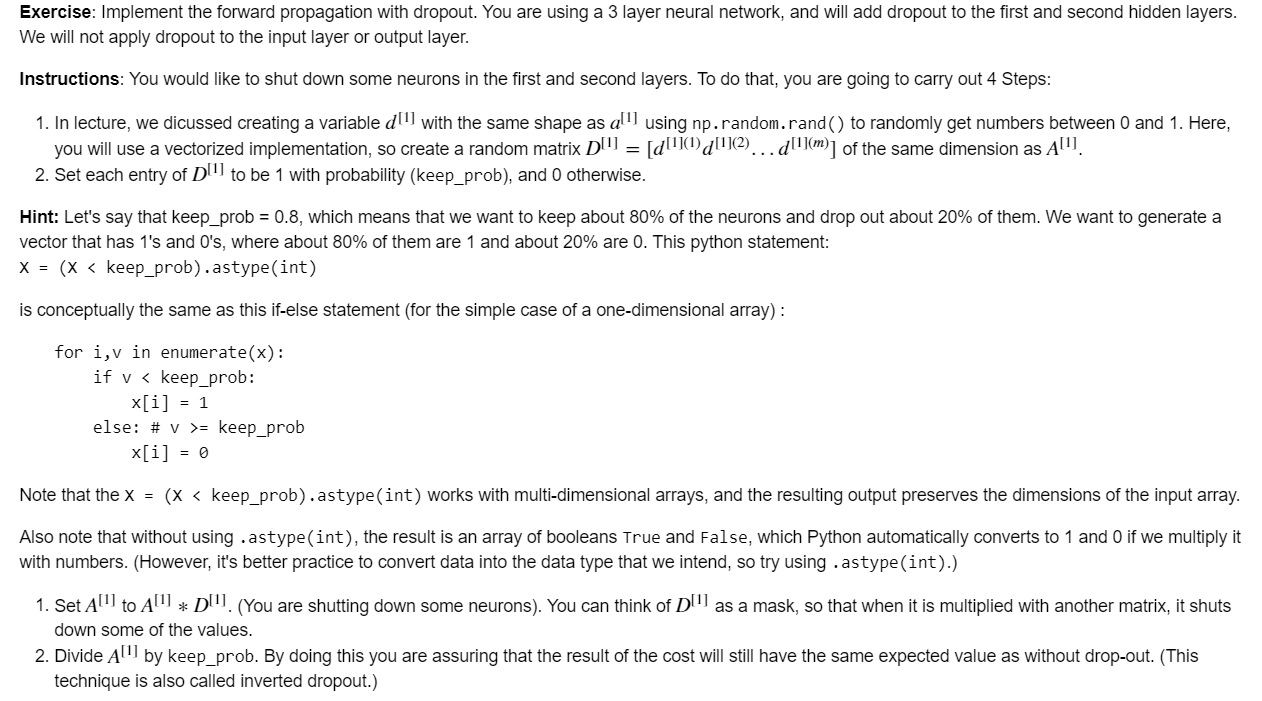 Exercise: Implement the forward propagation with dropout. You are using a 3 layer neural network, and will add dropout to the first and second hidden layers.
We will not apply dropout to the input layer or output layer.
Instructions: You would like to shut down some neurons in the first and second layers. To do that, you are going to carry out 4 Steps:
1. In lecture, we dicussed creating a variable d^[1] with the same shape as a^[1] using np.random.rand() to randomly get numbers between 0 and 1. Here,
you will use a vectorized implementation, so create a random matrix D^[1] = [d^[1](1) d^[1](2) ... d^[1](m)] of the same dimension as A^[1].
2. Set each entry of D^[1] to be 1 with probability (keep_prob), and 0 otherwise.
Hint: Let's say that keep_prob = 0.8, which means that we want to keep about 80% of the neurons and drop out about 20% of them. We want to generate a
vector that has 1's and 0's, where about 80% of them are 1 and about 20% are 0. This python statement:
X = (X < keep_prob).astype(int)
is conceptually the same as this if-else statement (for the simple case of a one-dimensional array) :
for i,v in enumerate(x):
if v < keep_prob:
x[i] = 1
else: # v >= keep_prob
x[i] = 0
Note that the X = (X < keep_prob).astype(int) works with multi-dimensional arrays, and the resulting output preserves the dimensions of the input array.
Also note that without using .astype(int), the result is an array of booleans True and False, which Python automatically converts to 1 and 0 if we multiply it
with numbers. (However, it's better practice to convert data into the data type that we intend, so try using .astype(int).)
1. Set A^[1] to A^[1] * D^[1]. (You are shutting down some neurons). You can think of D^[1] as a mask, so that when it is multiplied with another matrix, it shuts
down some of the values.
2. Divide A^[1] by keep_prob. By doing this you are assuring that the result of the cost will still have the same expected value as without drop-out. (This
technique is also called inverted dropout.)